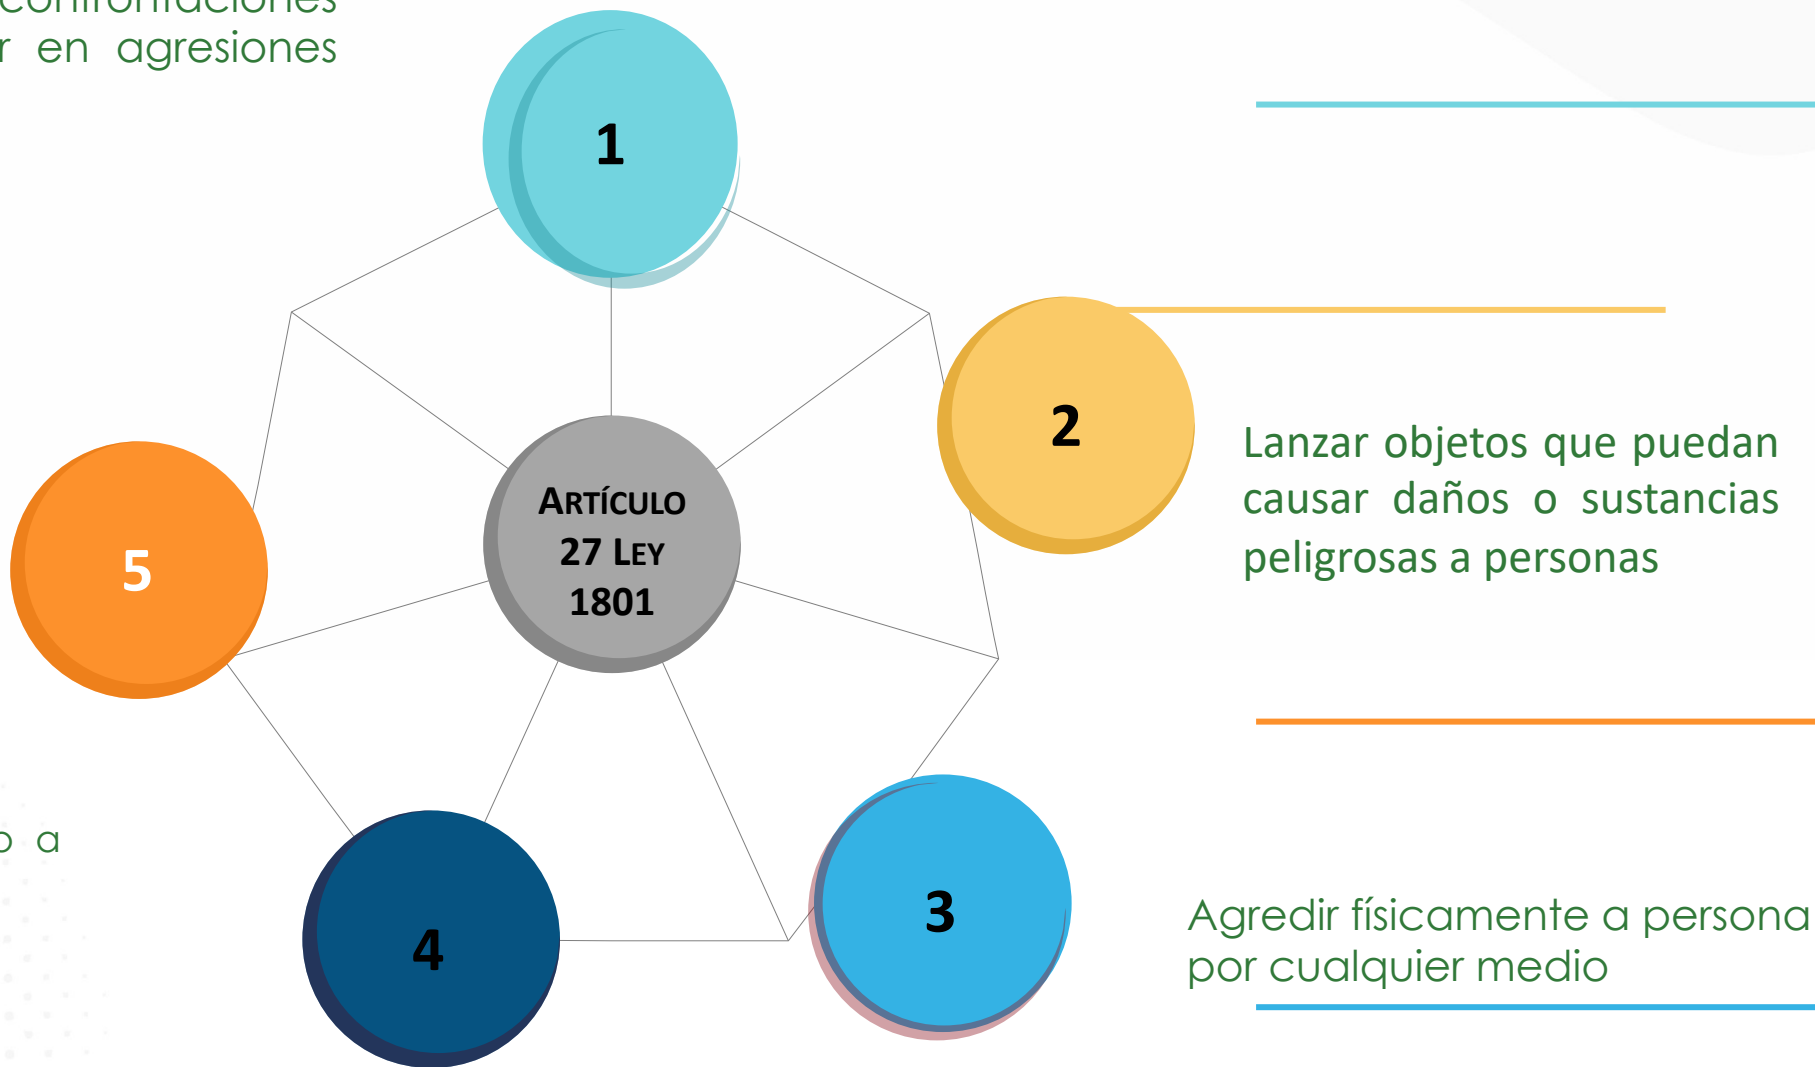 confrontaciones
r en agresiones
1
2
Lanzar objetos que puedan
causar daños o sustancias
peligrosas a personas
ARTÍCULO
27 LEY
1801
5
a
3
Agredir físicamente a persona
por cualquier medio
4